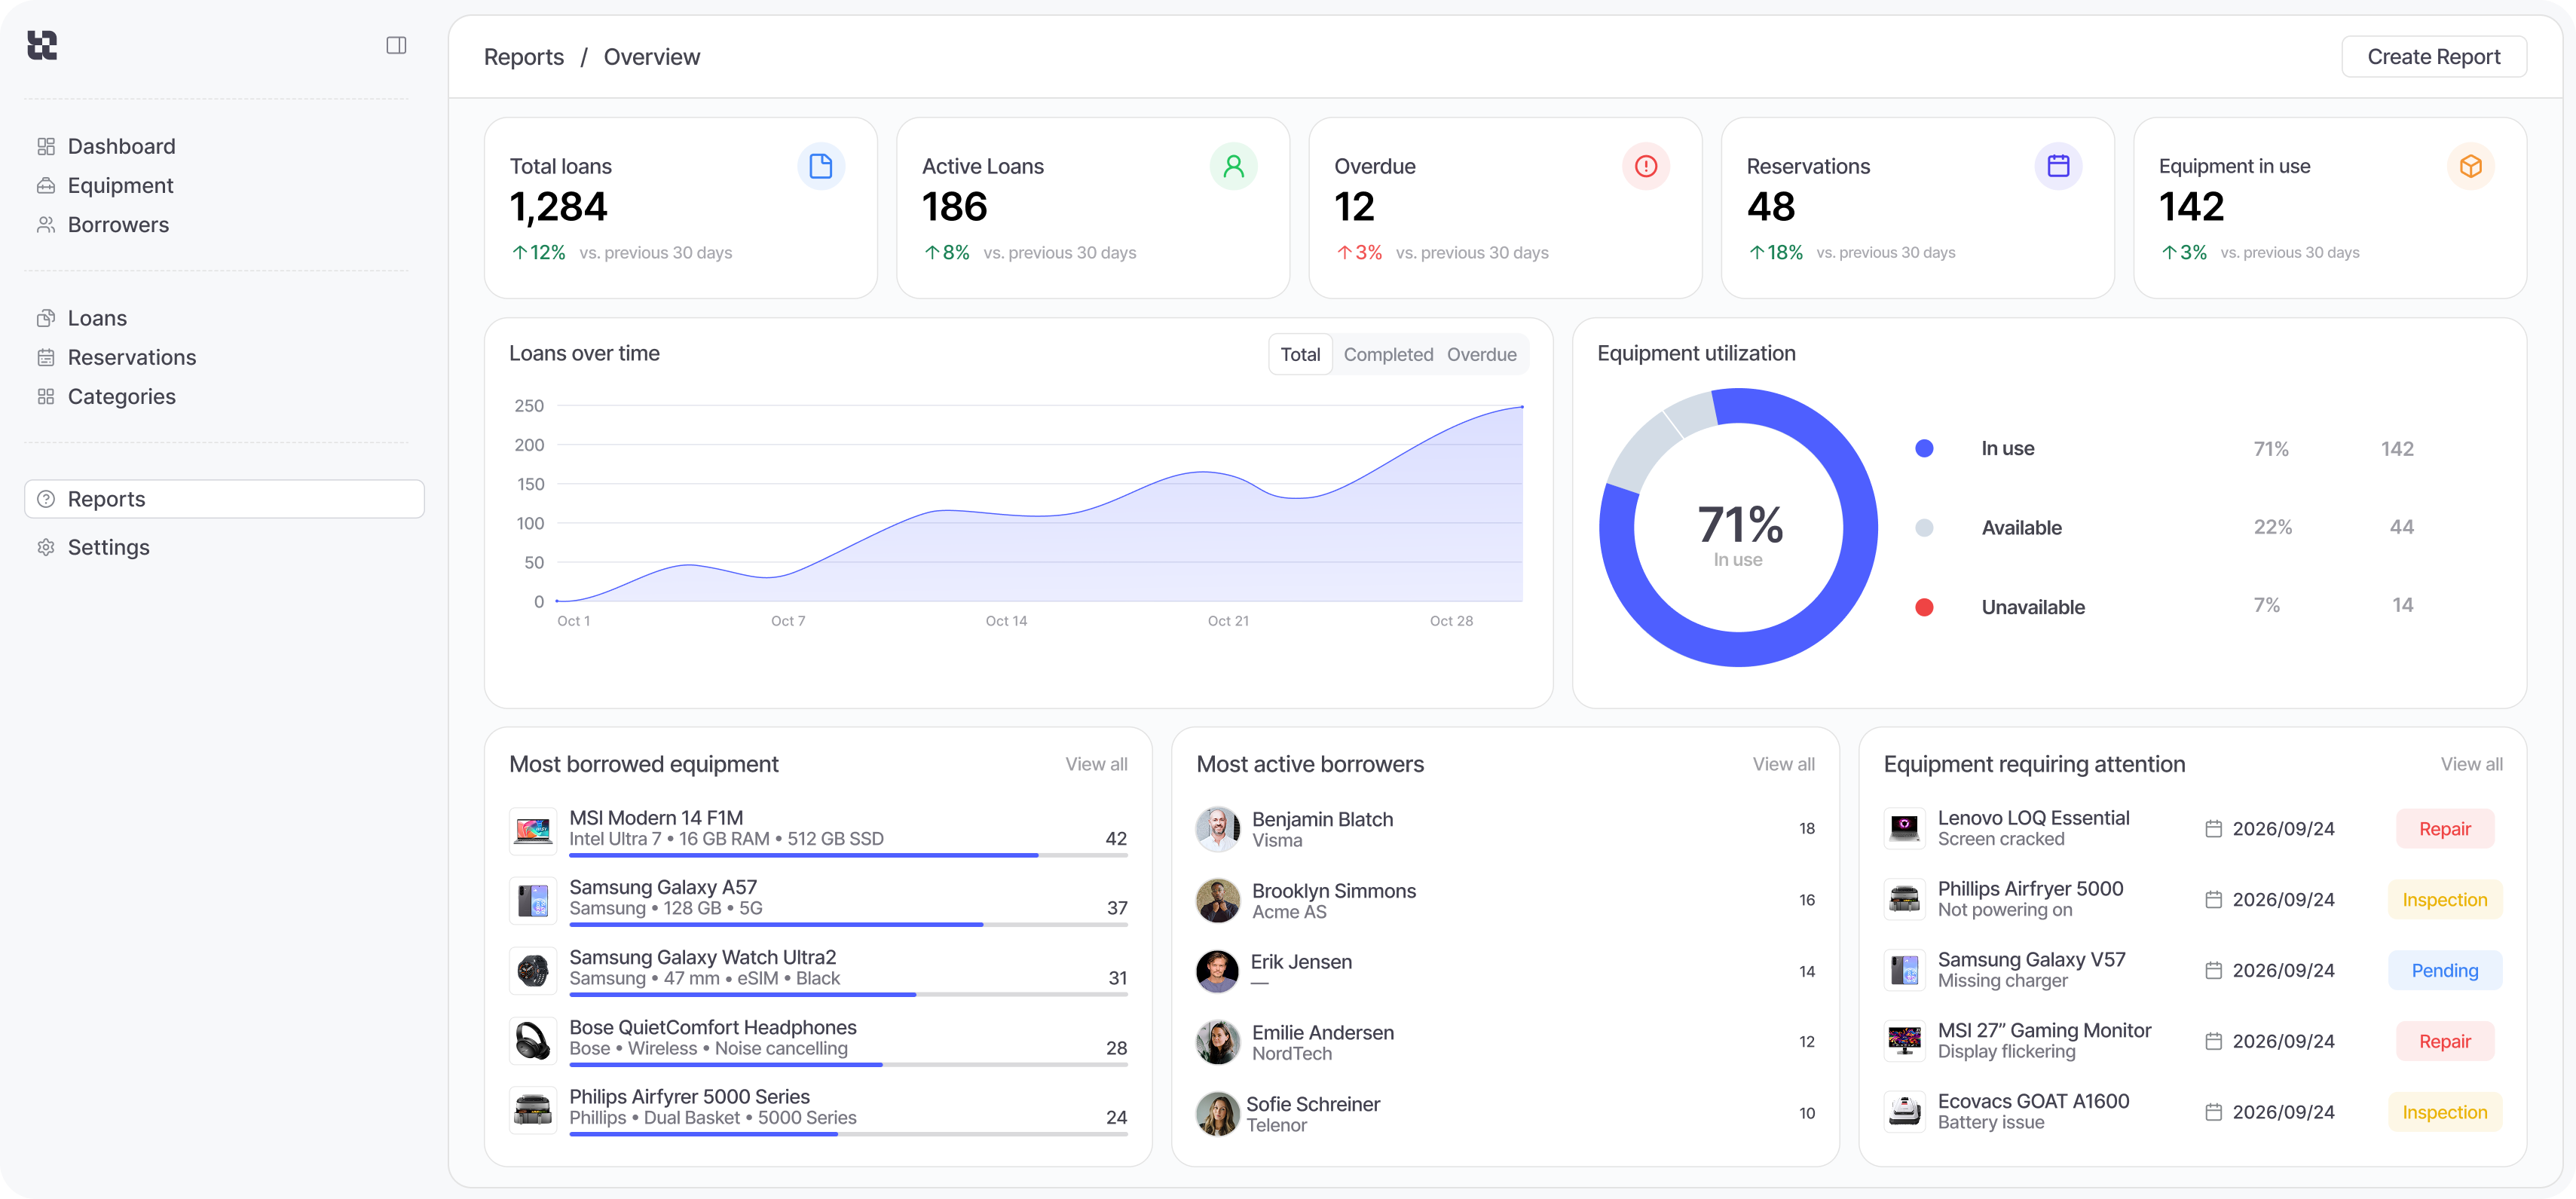 Reports / Overview
Create Report
Dashboard
Equipment
Borrowers
Loans
Reservations
Categories
Reports
Settings
Total loans
1,284
↑12% vs. previous 30 days
Active Loans
186
↑8% vs. previous 30 days
Overdue
12
↑3% vs. previous 30 days
Reservations
48
↑18% vs. previous 30 days
Equipment in use
142
↑3% vs. previous 30 days
Loans over time
Total Completed Overdue
250
200
150
100
50
0
Oct 1 Oct 7 Oct 14 Oct 21 Oct 28
Equipment utilization
71%
In use
In use 71% 142
Available 22% 44
Unavailable 7% 14
Most borrowed equipment View all
MSI Modern 14 F1M
Intel Ultra 7 • 16 GB RAM • 512 GB SSD 42
Samsung Galaxy A57
Samsung • 128 GB • 5G 37
Samsung Galaxy Watch Ultra2
Samsung • 47 mm • eSIM • Black 31
Bose QuietComfort Headphones
Bose • Wireless • Noise cancelling 28
Philips Airfyrer 5000 Series
Phillips • Dual Basket • 5000 Series 24
Most active borrowers View all
Benjamin Blatch
Visma 18
Brooklyn Simmons
Acme AS 16
Erik Jensen
— 14
Emilie Andersen
NordTech 12
Sofie Schreiner
Telenor 10
Equipment requiring attention View all
Lenovo LOQ Essential
Screen cracked 2026/09/24 Repair
Phillips Airfryer 5000
Not powering on 2026/09/24 Inspection
Samsung Galaxy V57
Missing charger 2026/09/24 Pending
MSI 27” Gaming Monitor
Display flickering 2026/09/24 Repair
Ecovacs GOAT A1600
Battery issue 2026/09/24 Inspection